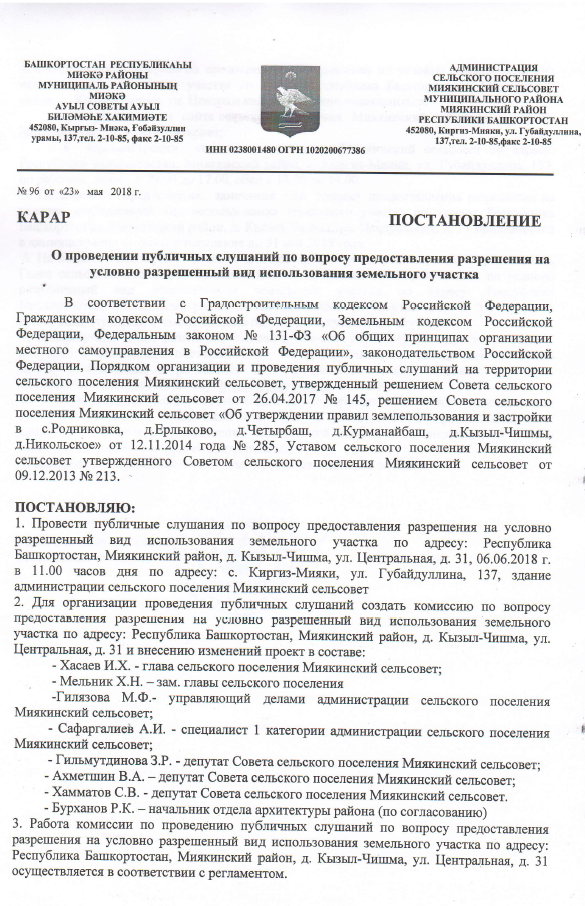 БАШКОРТОСТАН РЕСПУБЛИКАҺЫ
МИӘКӘ РАЙОНЫ
МУНИЦИПАЛЬ РАЙОНЫНЫҢ
МИӘКӘ
АУЫЛ СОВЕТЫ АУЫЛ
БИЛӘМӘҺЕ ХАКИМИӘТЕ
452080, Кыргыз- Миәкә, Ғобәйзуллин
урамы, 137,тел. 2-10-85, факс 2-10-85
АДМИНИСТРАЦИЯ
СЕЛЬСКОГО ПОСЕЛЕНИЯ
МИЯКИНСКИЙ СЕЛЬСОВЕТ
МУНИЦИПАЛЬНОГО РАЙОНА
МИЯКИНСКИЙ РАЙОН
РЕСПУБЛИКИ БАШКОРТОСТАН
452080, Киргиз-Мияки, ул. Губайдуллина,
137,тел. 2-10-85,факс 2-10-85
ИНН 0238001480 ОГРН 1020200677386
№ 96 от «23» мая 2018 г.
КАРАР ПОСТАНОВЛЕНИЕ
О проведении публичных слушаний по вопросу предоставления разрешения на
условно разрешенный вид использования земельного участка
В соответствии с Градостроительным кодексом Российской Федерации,
Гражданским кодексом Российской Федерации, Земельным кодексом Российской
Федерации, Федеральным законом № 131-ФЗ «Об общих принципах организации
местного самоуправления в Российской Федерации», законодательством Российской
Федерации, Порядком организации и проведения публичных слушаний на территории
сельского поселения Миякинский сельсовет, утвержденный решением Совета сельского
поселения Миякинский сельсовет от 26.04.2017 № 145, решением Совета сельского
поселения Миякинский сельсовет «Об утверждении правил землепользования и застройки
в с.Родниковка, д.Ерлыково, д.Четырбаш, д.Курманайбаш, д.Кызыл-Чишмы,
д.Никольское» от 12.11.2014 года № 285, Уставом сельского поселения Миякинский
сельсовет утвержденного Советом сельского поселения Миякинский сельсовет от
09.12.2013 № 213.
ПОСТАНОВЛЯЮ:
1. Провести публичные слушания по вопросу предоставления разрешения на условно
разрешенный вид использования земельного участка по адресу: Республика
Башкортостан, Миякинский район, д. Кызыл-Чишма, ул. Центральная, д. 31, 06.06.2018 г.
в 11.00 часов дня по адресу: с. Киргиз-Мияки, ул. Губайдуллина, 137, здание
администрации сельского поселения Миякинский сельсовет
2. Для организации проведения публичных слушаний создать комиссию по вопросу
предоставления разрешения на условно разрешенный вид использования земельного
участка по адресу: Республика Башкортостан, Миякинский район, д. Кызыл-Чишма, ул.
Центральная, д. 31 и внесению изменений проект в составе:
- Хасаев И.Х. - глава сельского поселения Миякинский сельсовет;
- Мельник Х.Н. – зам. главы сельского поселения
-Гилязова М.Ф.- управляющий делами администрации сельского поселения
Миякинский сельсовет;
- Сафаргалиев А.И. - специалист 1 категории администрации сельского поселения
Миякинский сельсовет;
- Гильмутдинова З.Р. - депутат Совета сельского поселения Миякинский сельсовет;
- Ахметшин В.А. – депутат Совета сельского поселения Миякинский сельсовет;
- Хамматов С.В. - депутат Совета сельского поселения Миякинский сельсовет.
- Бурханов Р.К. – начальник отдела архитектуры района (по согласованию)
3. Работа комиссии по проведению публичных слушаний по вопросу предоставления
разрешения на условно разрешенный вид использования земельного участка по адресу:
Республика Башкортостан, Миякинский район, д. Кызыл-Чишма, ул. Центральная, д. 31
осуществляется в соответствии с регламентом.